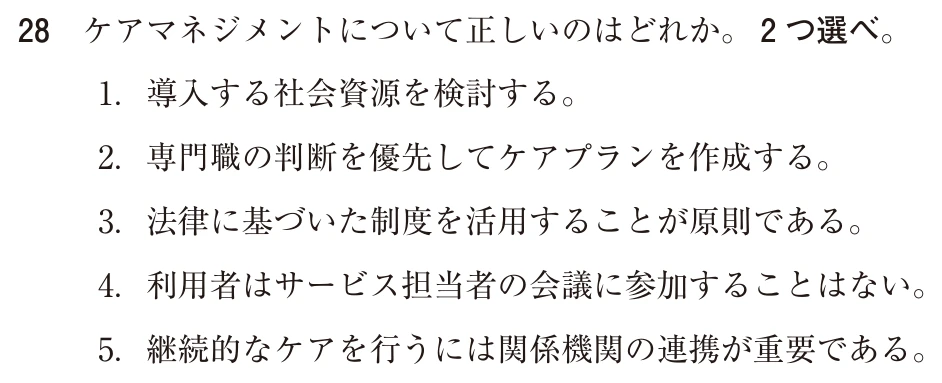 28 ケアマネジメントについて正しいのはどれか。2つ選べ。
1. 導入する社会資源を検討する。
2. 専門職の判断を優先してケアプランを作成する。
3. 法律に基づいた制度を活用することが原則である。
4. 利用者はサービス担当者の会議に参加することはない。
5. 継続的なケアを行うには関係機関の連携が重要である。